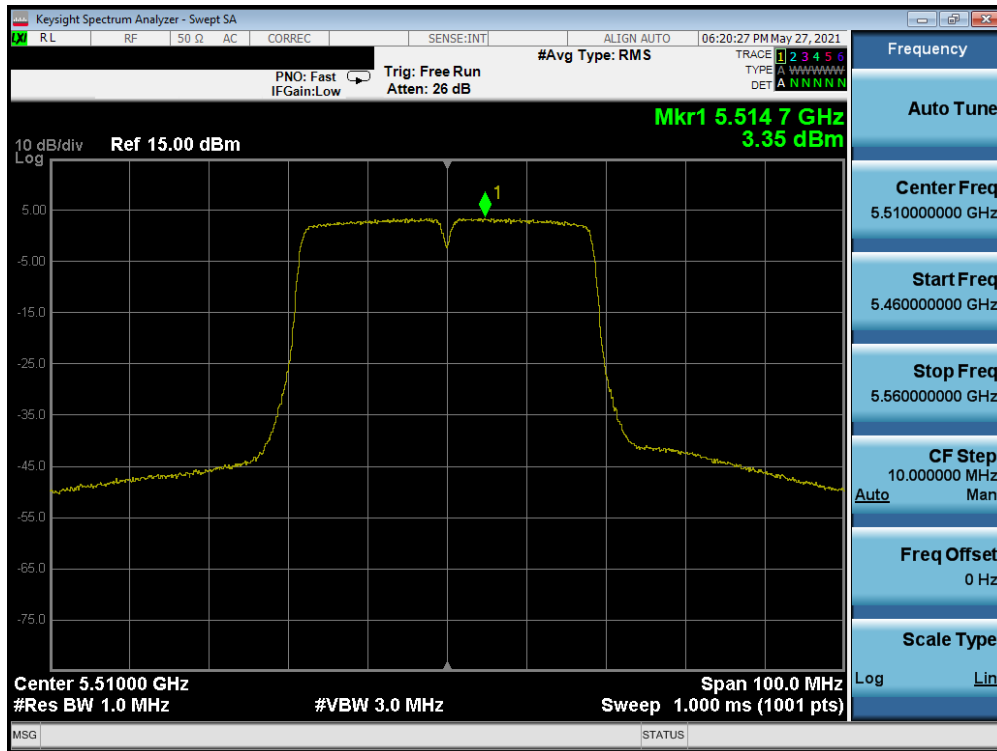 Keysight Spectrum Analyzer - Swept SA
LXI RL RF 50 Ω AC CORREC SENSE:INT ALIGN AUTO 06:20:27 PM May 27, 2021
#Avg Type: RMS
TRACE 1 2 3 4 5 6
TYPE A WWWWW
DET A N N N N N
PNO: Fast
IFGain:Low
Trig: Free Run
Atten: 26 dB
Mkr1 5.514 7 GHz
3.35 dBm
10 dB/div
Log
Ref 15.00 dBm
1
5.00
-5.00
-15.0
-25.0
-35.0
-45.0
-55.0
-65.0
-75.0
Center 5.51000 GHz
Span 100.0 MHz
#Res BW 1.0 MHz
#VBW 3.0 MHz
Sweep 1.000 ms (1001 pts)
MSG
STATUS
Frequency
Auto Tune
Center Freq
5.510000000 GHz
Start Freq
5.460000000 GHz
Stop Freq
5.560000000 GHz
CF Step
10.000000 MHz
Auto Man
Freq Offset
0 Hz
Scale Type
Log Lin